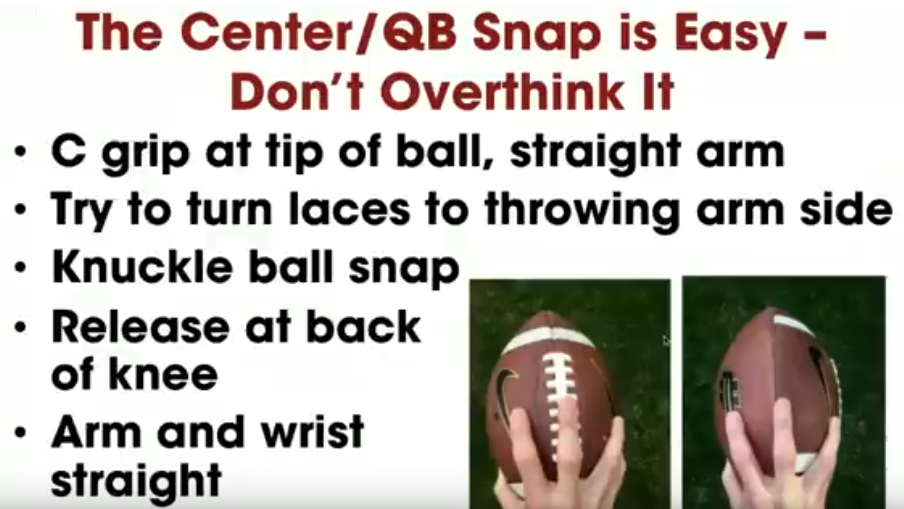 The Center/QB Snap is Easy –
Don't Overthink It
• C grip at tip of ball, straight arm
• Try to turn laces to throwing arm side
• Knuckle ball snap
• Release at back
of knee
• Arm and wrist
straight